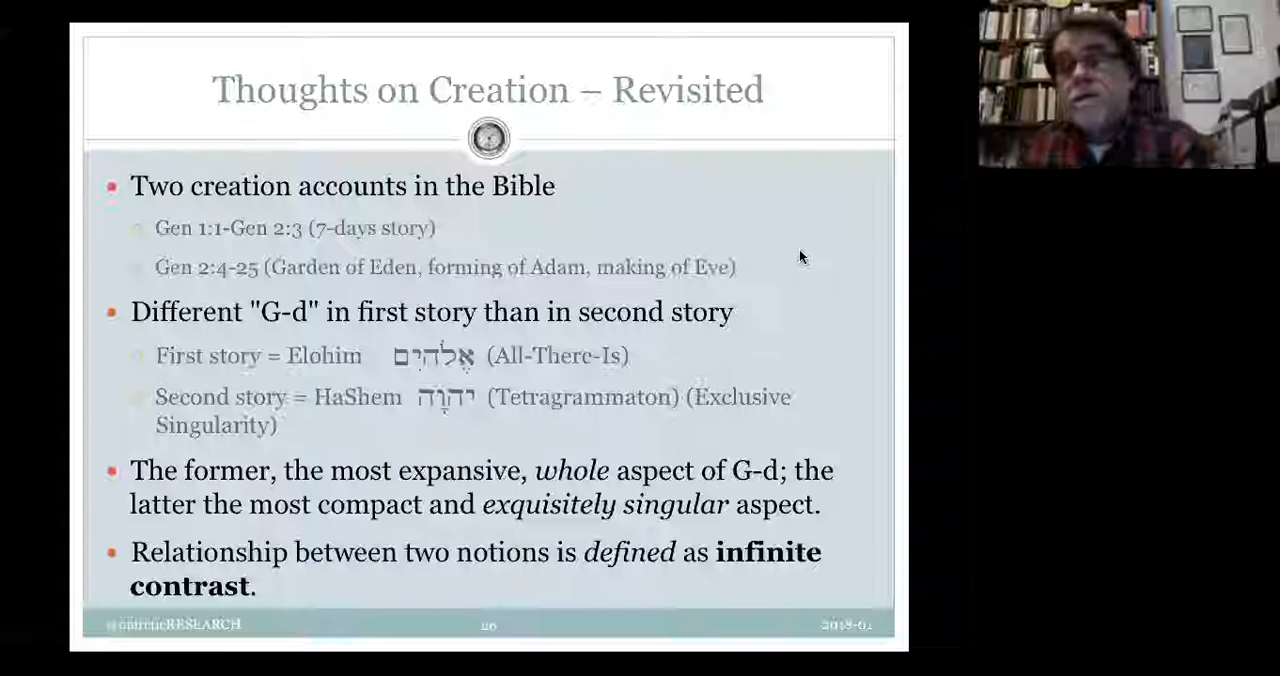 Thoughts on Creation – Revisited
• Two creation accounts in the Bible
Gen 1:1-Gen 2:3 (7-days story)
Gen 2:4-25 (Garden of Eden, forming of Adam, making of Eve)
• Different "G-d" in first story than in second story
First story = Elohim אֱלֹהִים (All-There-Is)
Second story = HaShem יהוָה (Tetragrammaton) (Exclusive
Singularity)
• The former, the most expansive, whole aspect of G-d; the
latter the most compact and exquisitely singular aspect.
• Relationship between two notions is defined as infinite
contrast.
20